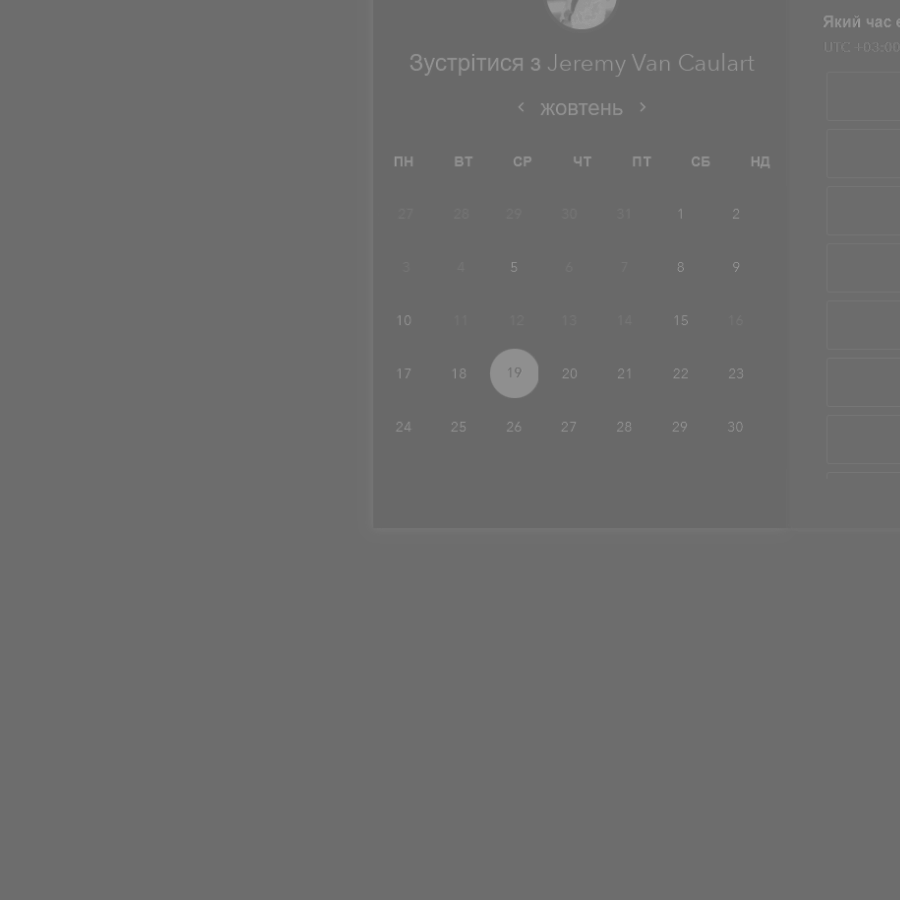 Зустрітися з Jeremy Van Caulart
жовтень
ПН ВТ СР ЧТ ПТ СБ НД
27 28 29 30 31 1 2
3 4 5 6 7 8 9
10 11 12 13 14 15 16
17 18 19 20 21 22 23
24 25 26 27 28 29 30
Який час
UTC +03:00